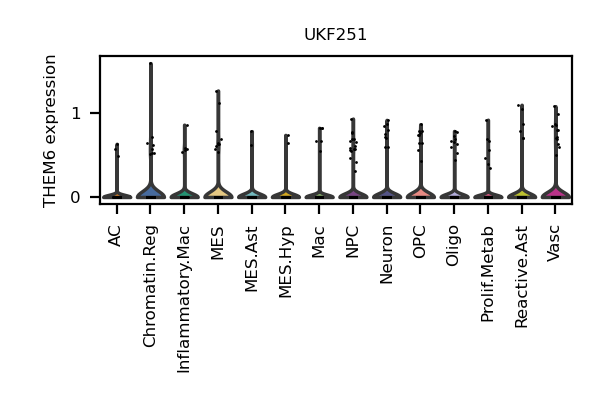 UKF251
THEM6 expression
1
0
AC
Chromatin.Reg
Inflammatory.Mac
MES
MES.Ast
MES.Hyp
Mac
NPC
Neuron
OPC
Oligo
Prolif.Metab
Reactive.Ast
Vasc